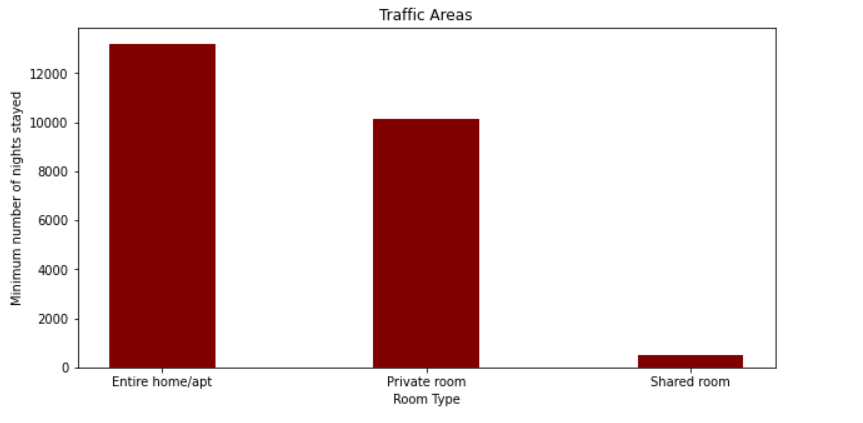 Traffic Areas
Minimum number of nights stayed
12000
10000
8000
6000
4000
2000
0
Entire home/apt
Private room
Shared room
Room Type